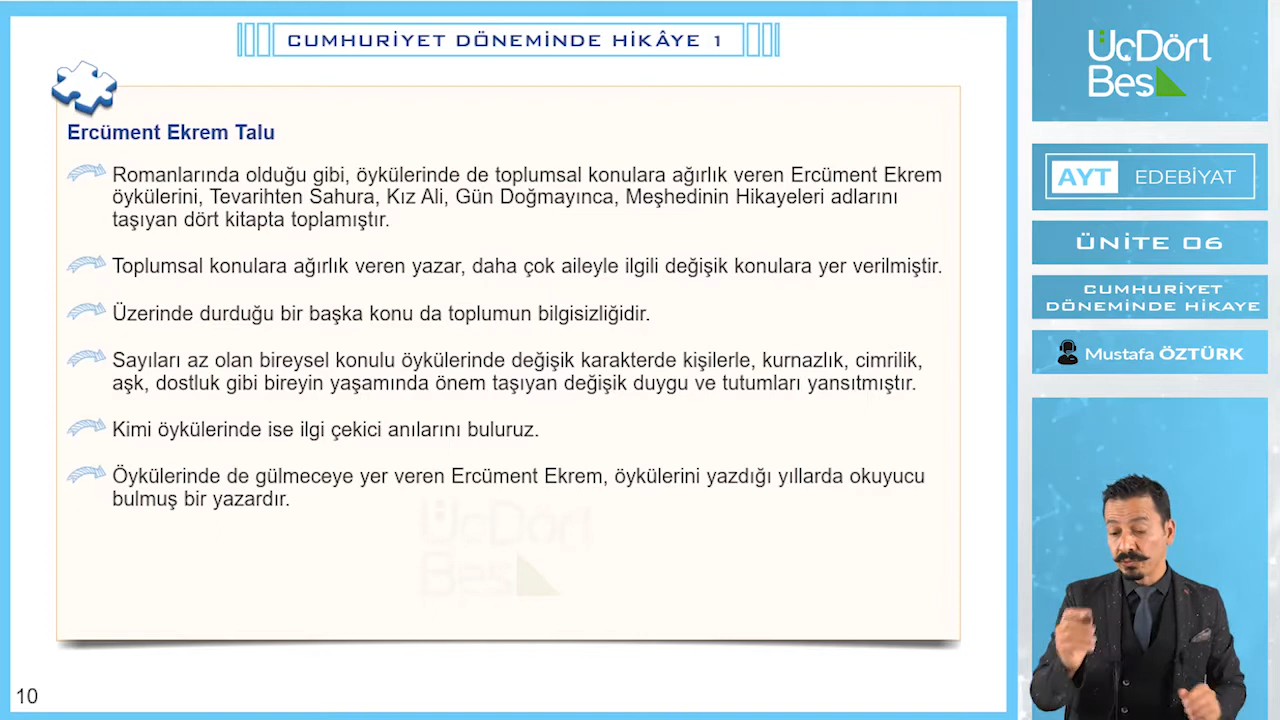 CUMHURİYET DÖNEMİNDE HİKÂYE 1
Ercüment Ekrem Talu
Romanlarında olduğu gibi, öykülerinde de toplumsal konulara ağırlık veren Ercüment Ekrem
öykülerini, Tevarihten Sahura, Kız Ali, Gün Doğmayınca, Meşhedinin Hikayeleri adlarını
taşıyan dört kitapta toplamıştır.
Toplumsal konulara ağırlık veren yazar, daha çok aileyle ilgili değişik konulara yer verilmiştir.
Üzerinde durduğu bir başka konu da toplumun bilgisizliğidir.
Sayıları az olan bireysel konulu öykülerinde değişik karakterde kişilerle, kurnazlık, cimrilik,
aşk, dostluk gibi bireyin yaşamında önem taşıyan değişik duygu ve tutumları yansıtmıştır.
Kimi öykülerinde ise ilgi çekici anılarını buluruz.
Öykülerinde de gülmeceye yer veren Ercüment Ekrem, öykülerini yazdığı yıllarda okuyucu
bulmuş bir yazardır.
ÜçDört
Beş
10
ÜçDört
Beş
AYT EDEBİYAT
ÜNİTE 06
CUMHURİYET
DÖNEMİNDE HİKAYE
Mustafa ÖZTÜRK